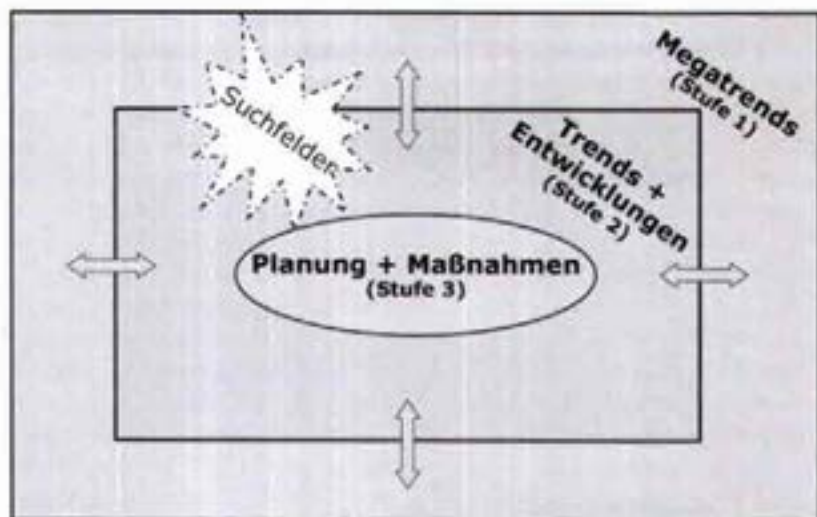 Megatrends
(Stufe 1)
Suchfelder
Trends +
Entwicklungen
(Stufe 2)
Planung + Maßnahmen
(Stufe 3)